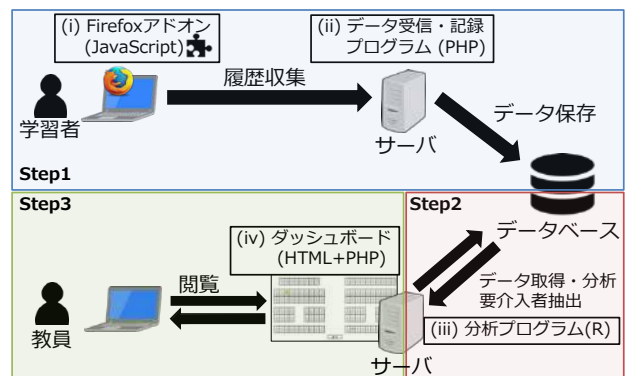 (i) Firefoxアドオン
(JavaScript)
(ii) データ受信・記録
プログラム (PHP)
履歴収集
データ保存
学習者
サーバ
Step1
Step3
Step2
データベース
(iv) ダッシュボード
(HTML+PHP)
閲覧
データ取得・分析
要介入者抽出
(iii) 分析プログラム(R)
教員
サーバ